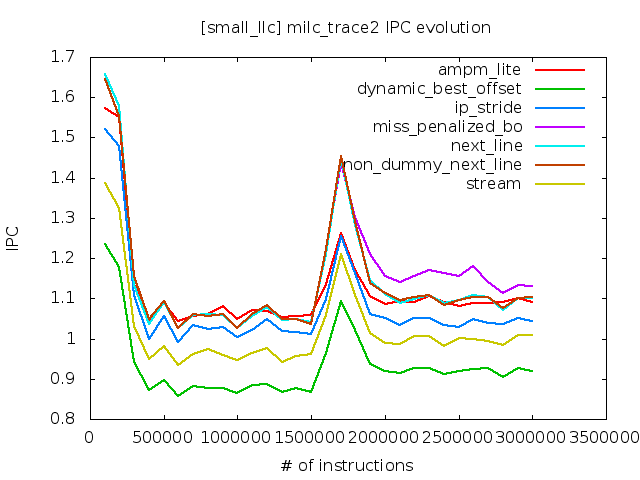 [small_llc] milc_trace2 IPC evolution
1.7
1.6
1.5
1.4
1.3
1.2
1.1
1
0.9
0.8
IPC
ampm_lite
dynamic_best_offset
ip_stride
miss_penalized_bo
next_line
non_dummy_next_line
stream
0 500000 1000000 1500000 2000000 2500000 3000000 3500000
# of instructions